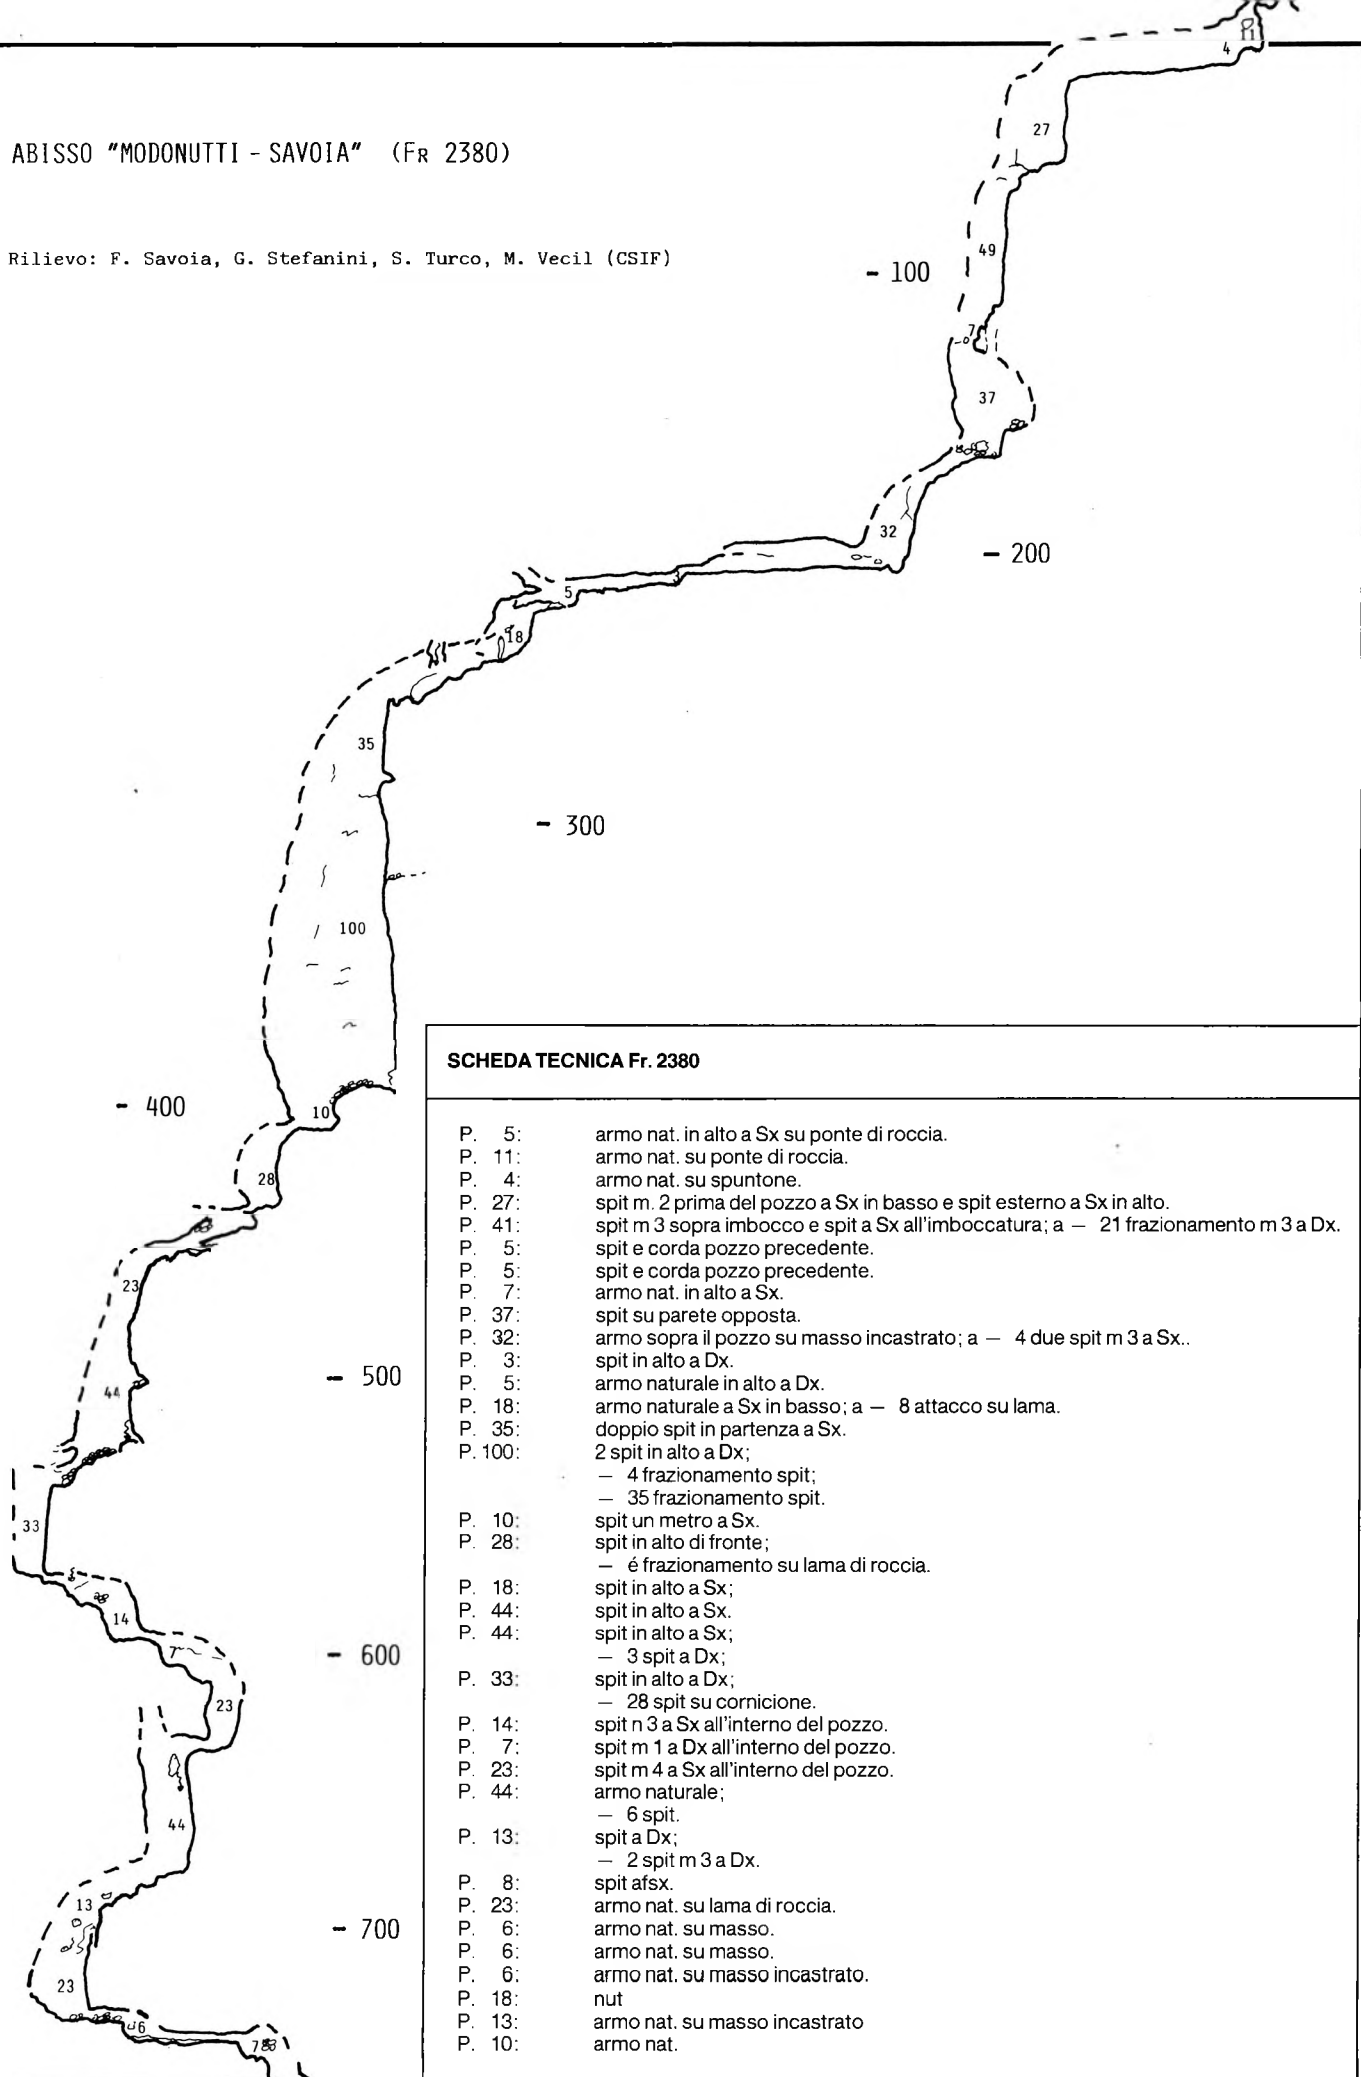 11
4
27
ABISSO "MODONUTTI - SAVOIA" (FR 2380)
Rilievo: F. Savoia, G. Stefanini, S. Turco, M. Vecil (CSIF)
49
- 100
7
37
32
- 200
3
5
18
35
- 300
100
- 400
10
28
23
44
- 500
33
14
7
- 600
23
44
13
- 700
23
6
SCHEDA TECNICA Fr. 2380
P. 5: armo nat. in alto a Sx su ponte di roccia.
P. 11: armo nat. su ponte di roccia.
P. 4: armo nat. su spuntone.
P. 27: spit m. 2 prima del pozzo a Sx in basso e spit esterno a Sx in alto.
P. 41: spit m 3 sopra imbocco e spit a Sx all'imboccatura; a — 21 frazionamento m 3 a Dx.
P. 5: spit e corda pozzo precedente.
P. 5: spit e corda pozzo precedente.
P. 7: armo nat. in alto a Sx.
P. 37: spit su parete opposta.
P. 32: armo sopra il pozzo su masso incastrato; a — 4 due spit m 3 a Sx..
P. 3: spit in alto a Dx.
P. 5: armo naturale in alto a Dx.
P. 18: armo naturale a Sx in basso; a — 8 attacco su lama.
P. 35: doppio spit in partenza a Sx.
P. 100: 2 spit in alto a Dx;
— 4 frazionamento spit;
— 35 frazionamento spit.
P. 10: spit un metro a Sx.
P. 28: spit in alto di fronte;
— é frazionamento su lama di roccia.
P. 18: spit in alto a Sx;
P. 44: spit in alto a Sx.
P. 44: spit in alto a Sx;
— 3 spit a Dx;
P. 33: spit in alto a Dx;
— 28 spit su cornicione.
P. 14: spit n 3 a Sx all'interno del pozzo.
P. 7: spit m 1 a Dx all'interno del pozzo.
P. 23: spit m 4 a Sx all'interno del pozzo.
P. 44: armo naturale;
— 6 spit.
P. 13: spit a Dx;
— 2 spit m 3 a Dx.
P. 8: spit afsx.
P. 23: armo nat. su lama di roccia.
P. 6: armo nat. su masso.
P. 6: armo nat. su masso.
P. 6: armo nat. su masso incastrato.
P. 18: nut
P. 13: armo nat. su masso incastrato
P. 10: armo nat.